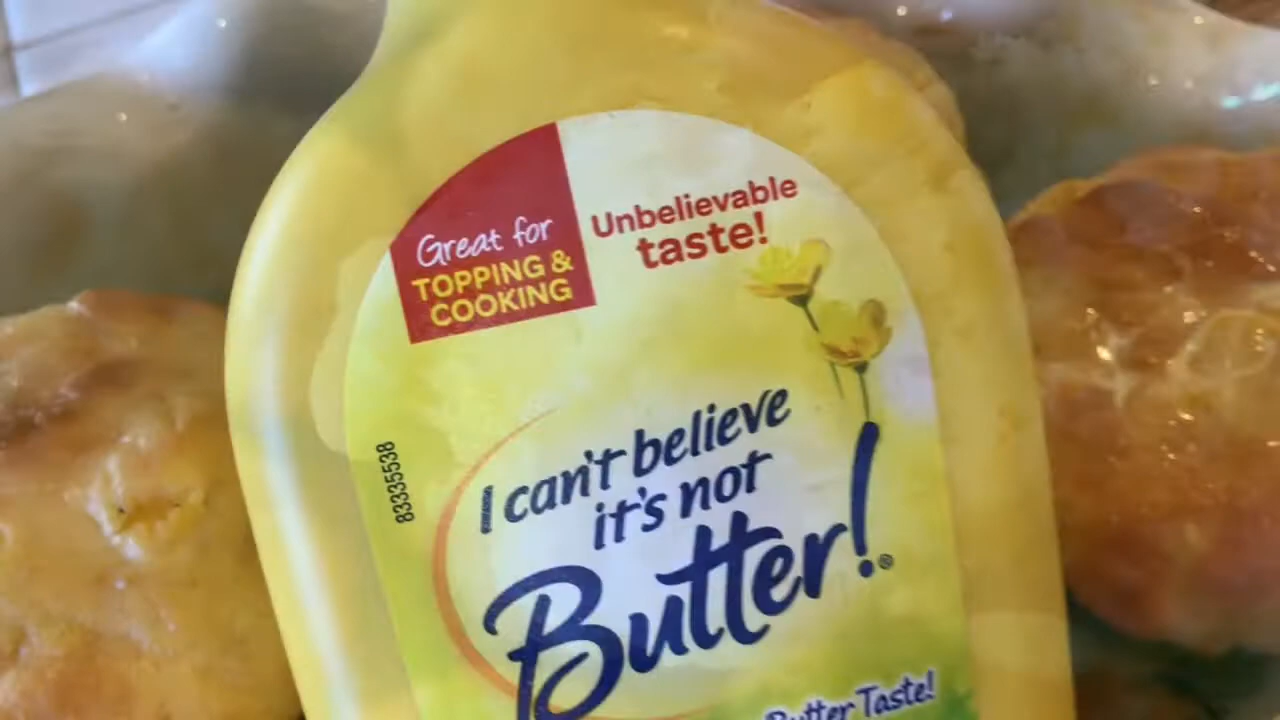 Great for
TOPPING &
COOKING
Unbelievable
taste!
83335538
I can't believe
it's not
Butter!®
Butter Taste!